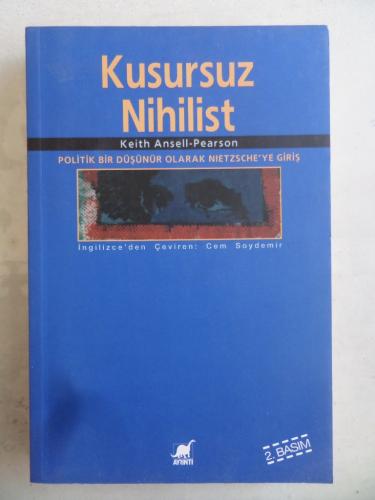 Kusursuz
Nihilist
Keith Ansell-Pearson
POLİTİK BİR DÜŞÜNÜR OLARAK NIETZSCHE'YE GİRİŞ
İngilizce'den Çeviren: Cem Soydemir
AYRINTI
2. BASIM